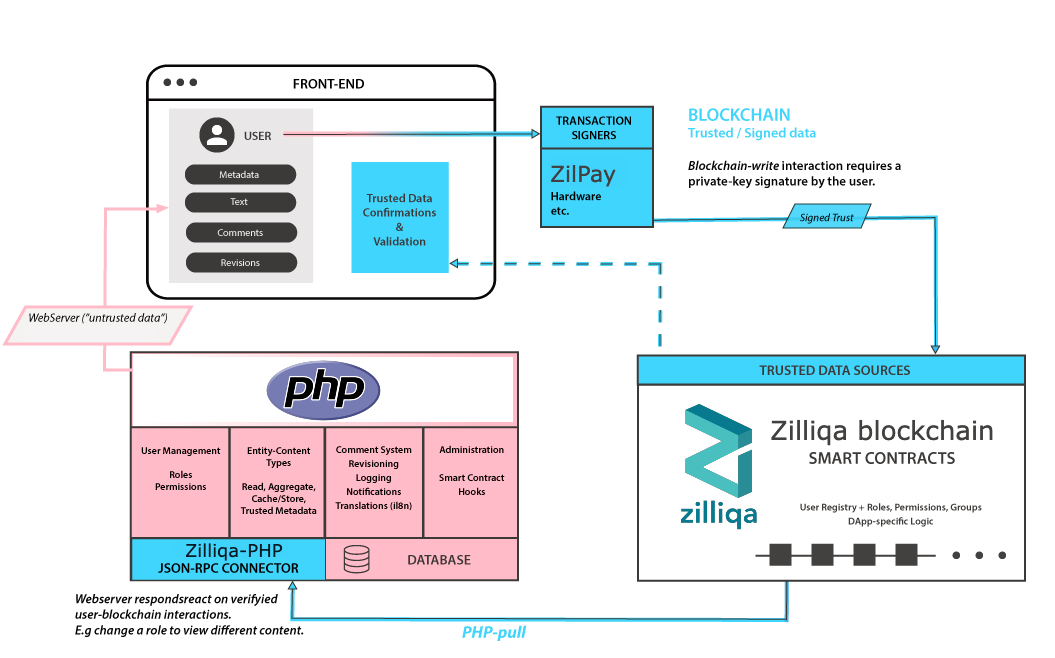 FRONT-END
USER
Metadata
Text
Comments
Revisions
Trusted Data
Confirmations
&
Validation
TRANSACTION
SIGNERS
ZilPay
Hardware
etc.
BLOCKCHAIN
Trusted / Signed data
Blockchain-write interaction requires a
private-key signature by the user.
Signed Trust
WebServer ("untrusted data")
php
User Management
Roles
Permissions
Entity-Content
Types
Read, Aggregate,
Cache/Store,
Trusted Metadata
Comment System
Revisioning
Logging
Notifications
Translations (il8n)
Administration
Smart Contract
Hooks
Zilliqa-PHP
JSON-RPC CONNECTOR
DATABASE
TRUSTED DATA SOURCES
zilliqa
Zilliqa blockchain
SMART CONTRACTS
User Registry + Roles, Permissions, Groups
DApp-specific Logic
Webserver respondsreact on verifyied
user-blockchain interactions.
E.g change a role to view different content.
PHP-pull